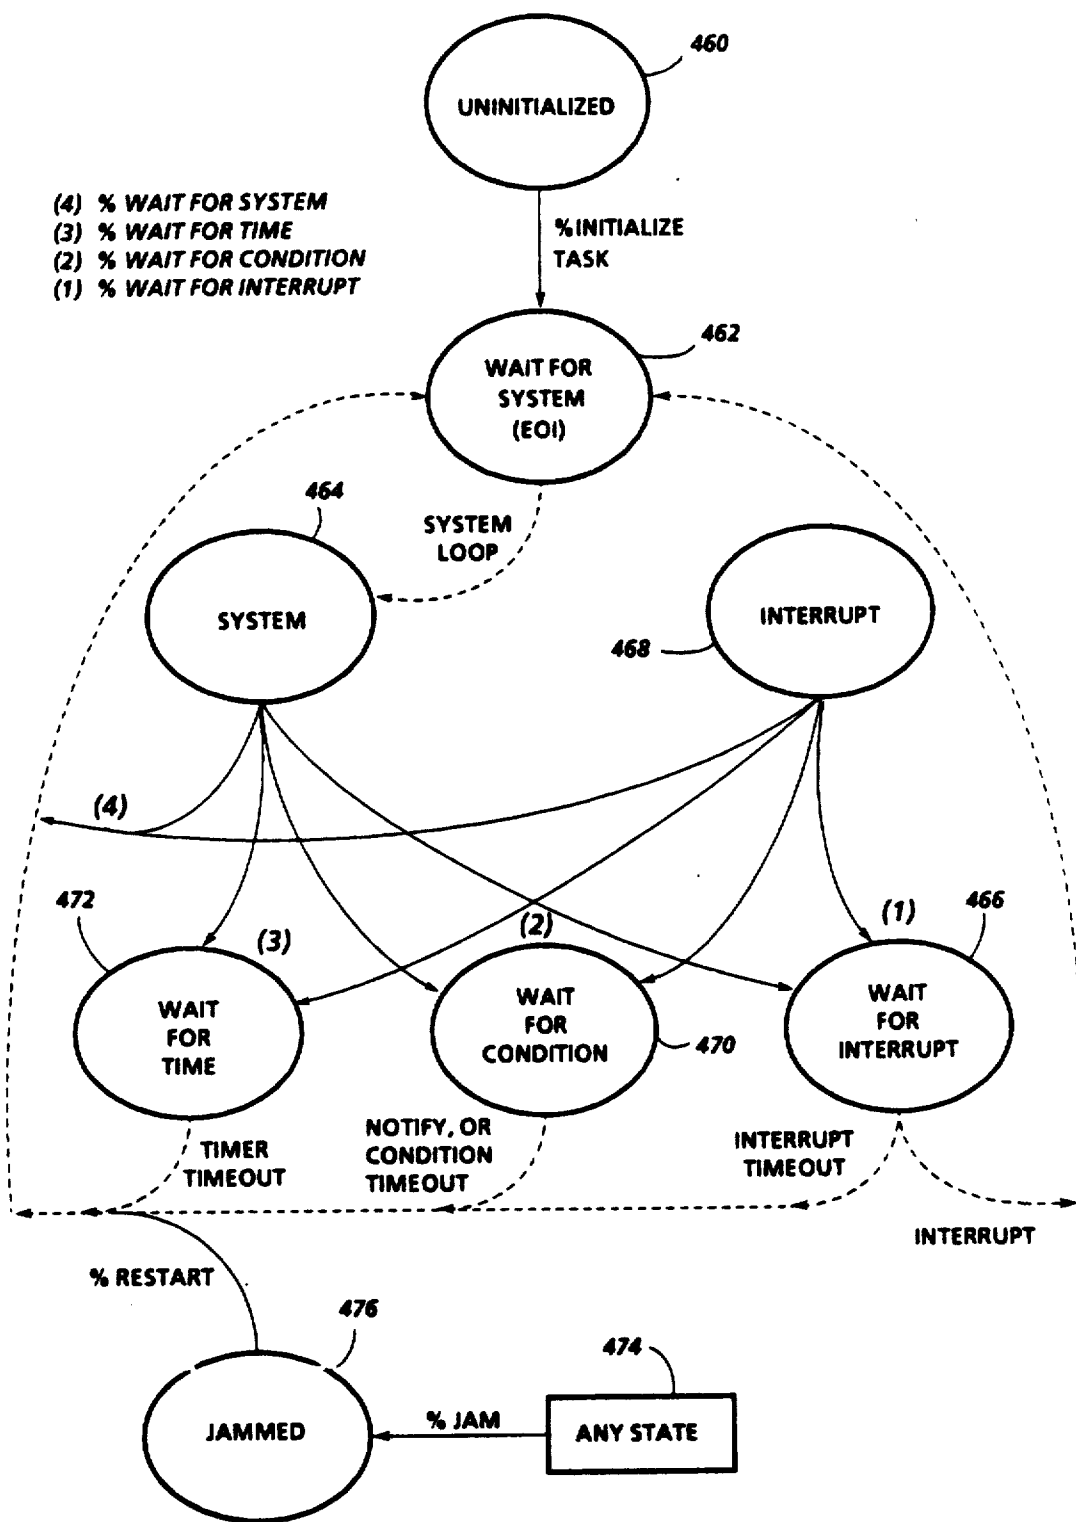 460
UNINITIALIZED
(4) % WAIT FOR SYSTEM
(3) % WAIT FOR TIME
(2) % WAIT FOR CONDITION
(1) % WAIT FOR INTERRUPT
% INITIALIZE
TASK
462
WAIT FOR
SYSTEM
(EOI)
464
SYSTEM
LOOP
SYSTEM
INTERRUPT
468
(4)
472
(3)
(2)
(1)
466
WAIT
FOR
TIME
WAIT
FOR
CONDITION
470
WAIT
FOR
INTERRUPT
TIMER
TIMEOUT
NOTIFY, OR
CONDITION
TIMEOUT
INTERRUPT
TIMEOUT
INTERRUPT
% RESTART
476
474
JAMMED
% JAM
ANY STATE